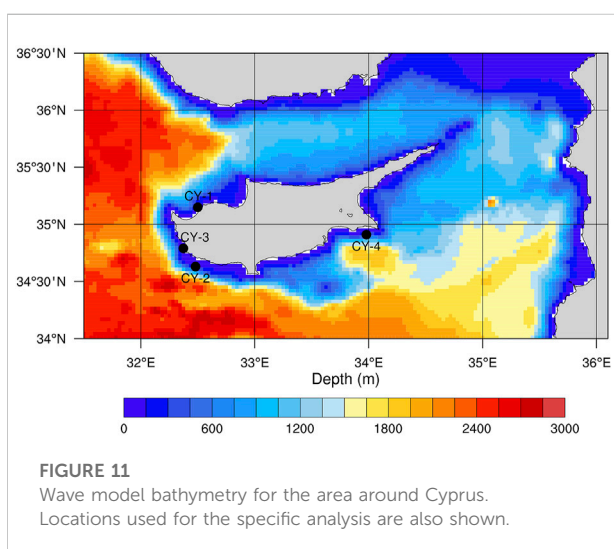 36°30'N
36°N
35°30'N
CY-1
35°N
CY-3
CY-4
CY-2
34°30'N
34°N
32°E 33°E 34°E 35°E 36°E
Depth (m)
0 600 1200 1800 2400 3000
FIGURE 11
Wave model bathymetry for the area around Cyprus.
Locations used for the specific analysis are also shown.